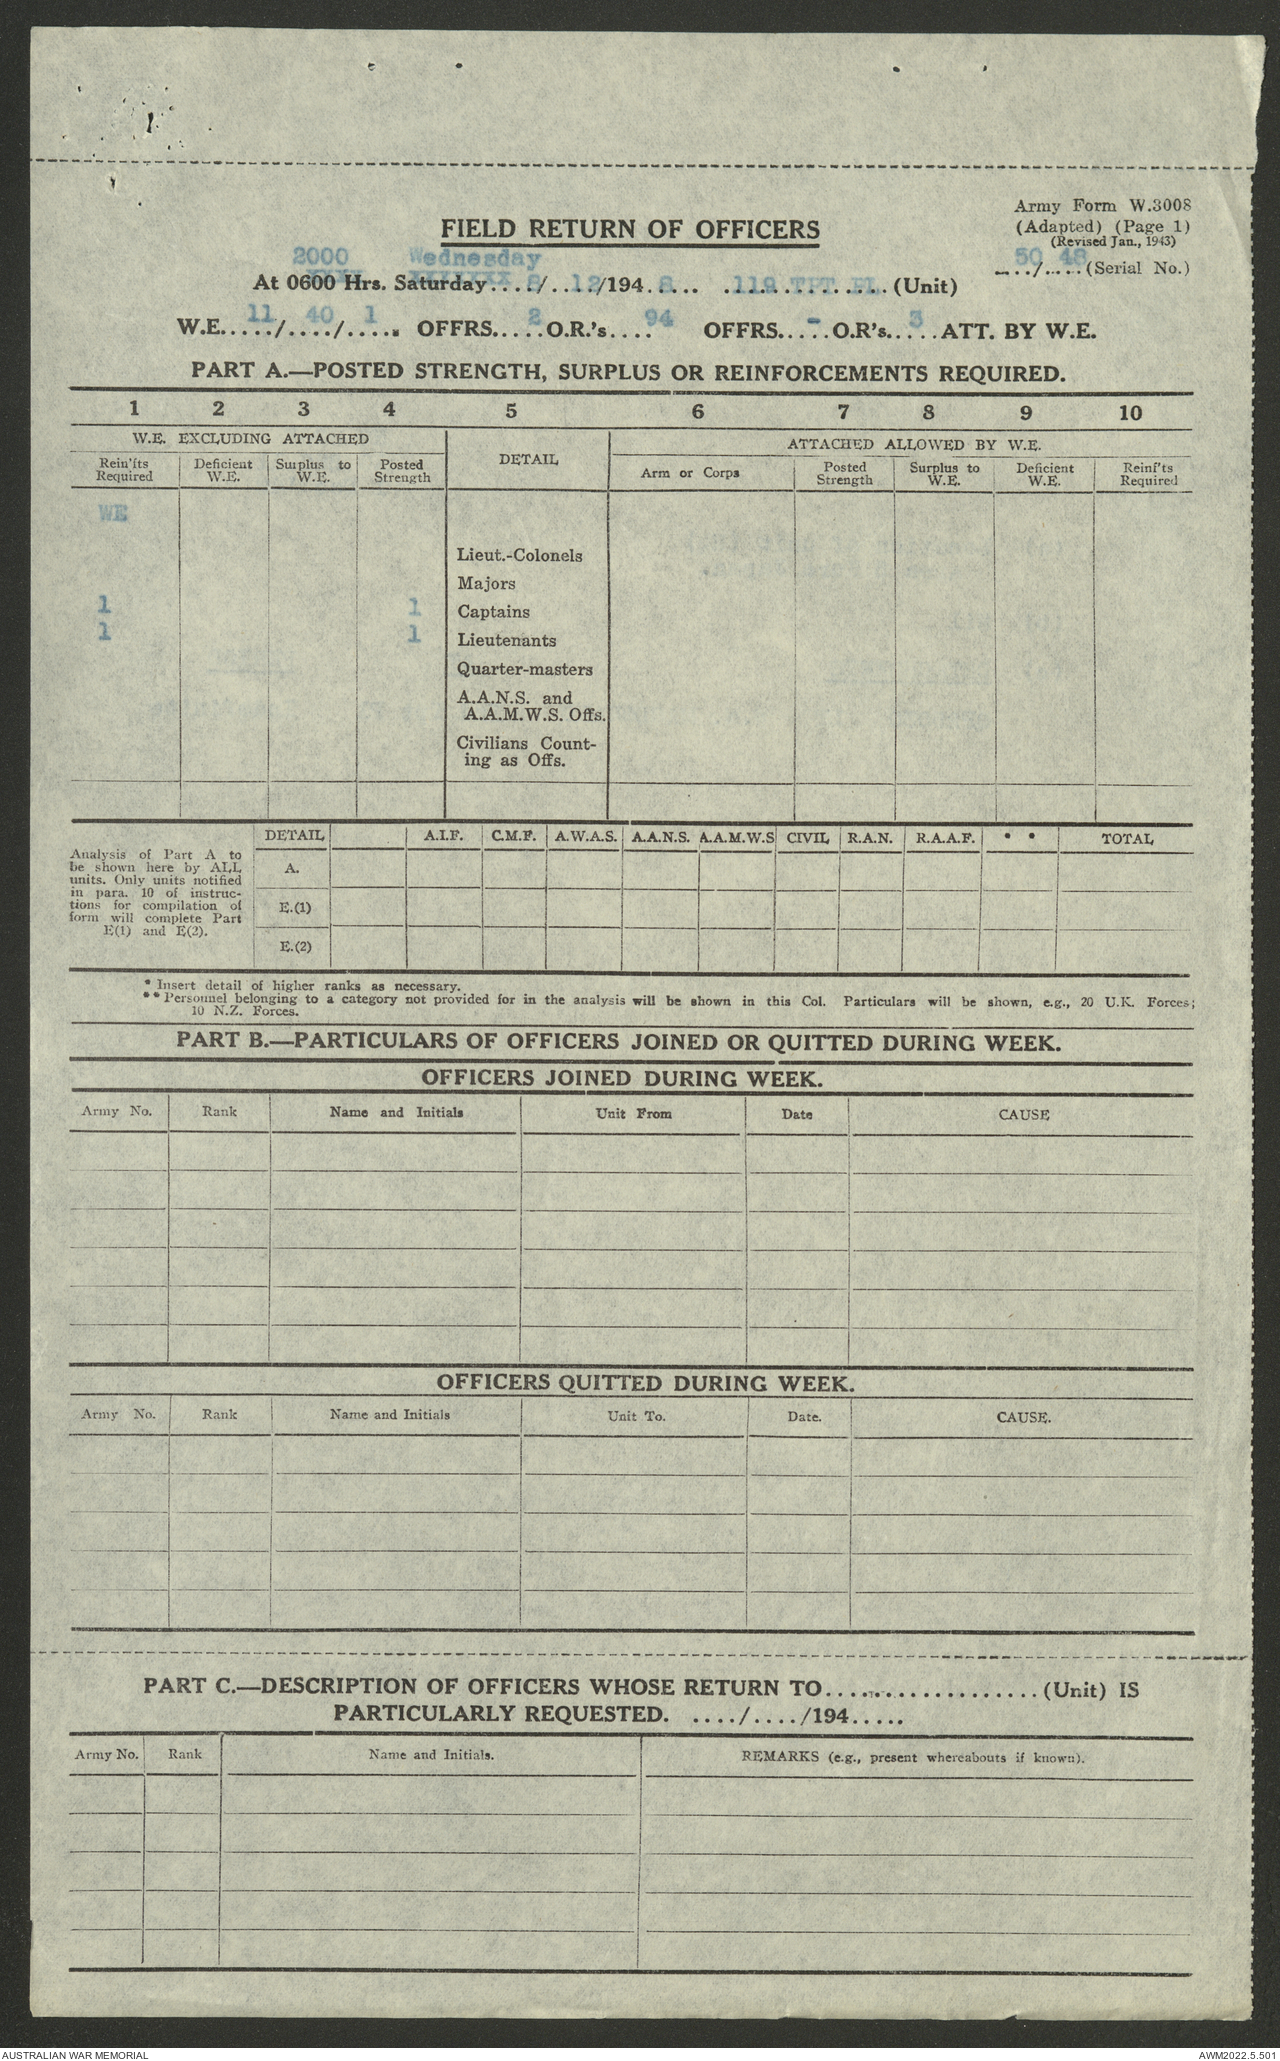 Army Form W.3008
FIELD RETURN OF OFFICERS
(Adapted) (Page 1)
(Revised Jan., 1943)
2000 Wednesday
50 48
..../.....(Serial No.)
At 0600 Hrs. Saturday 8/12/1948 119 TPT PL (Unit)
W.E. 11/40/1. OFFRS. 2 O.R.'s 94 OFFRS. - O.R's. 3 ATT. BY W.E.
PART A.—POSTED STRENGTH, SURPLUS OR REINFORCEMENTS REQUIRED.
1 2 3 4 5 6 7 8 9 10
W.E. EXCLUDING ATTACHED DETAIL ATTACHED ALLOWED BY W.E.
Rein'fts Required Deficient W.E. Surplus to W.E. Posted Strength Arm or Corps Posted Strength Surplus to W.E. Deficient W.E. Reinf'ts Required
WE
Lieut.-Colonels
Majors
1 1 Captains
1 1 Lieutenants
Quarter-masters
A.A.N.S. and
A.A.M.W.S. Offs.
Civilians Count-
ing as Offs.
DETAIL A.I.F. C.M.F. A.W.A.S. A.A.N.S. A.A.M.W.S CIVIL R.A.N. R.A.A.F. * * TOTAL
Analysis of Part A to
be shown here by ALL
units. Only units notified
in para. 10 of instruc-
tions for compilation of
form will complete Part
E(1) and E(2).
A.
E.(1)
E.(2)
* Insert detail of higher ranks as necessary.
** Personnel belonging to a category not provided for in the analysis will be shown in this Col. Particulars will be shown, e.g., 20 U.K. Forces;
10 N.Z. Forces.
PART B.—PARTICULARS OF OFFICERS JOINED OR QUITTED DURING WEEK.
OFFICERS JOINED DURING WEEK.
Army No. Rank Name and Initials Unit From Date CAUSE
OFFICERS QUITTED DURING WEEK.
Army No. Rank Name and Initials Unit To. Date. CAUSE.
PART C.—DESCRIPTION OF OFFICERS WHOSE RETURN TO....................(Unit) IS
PARTICULARLY REQUESTED. ..../..../194.....
Army No. Rank Name and Initials. REMARKS (e.g., present whereabouts if known).
AUSTRALIAN WAR MEMORIAL
AWM2022.5.501